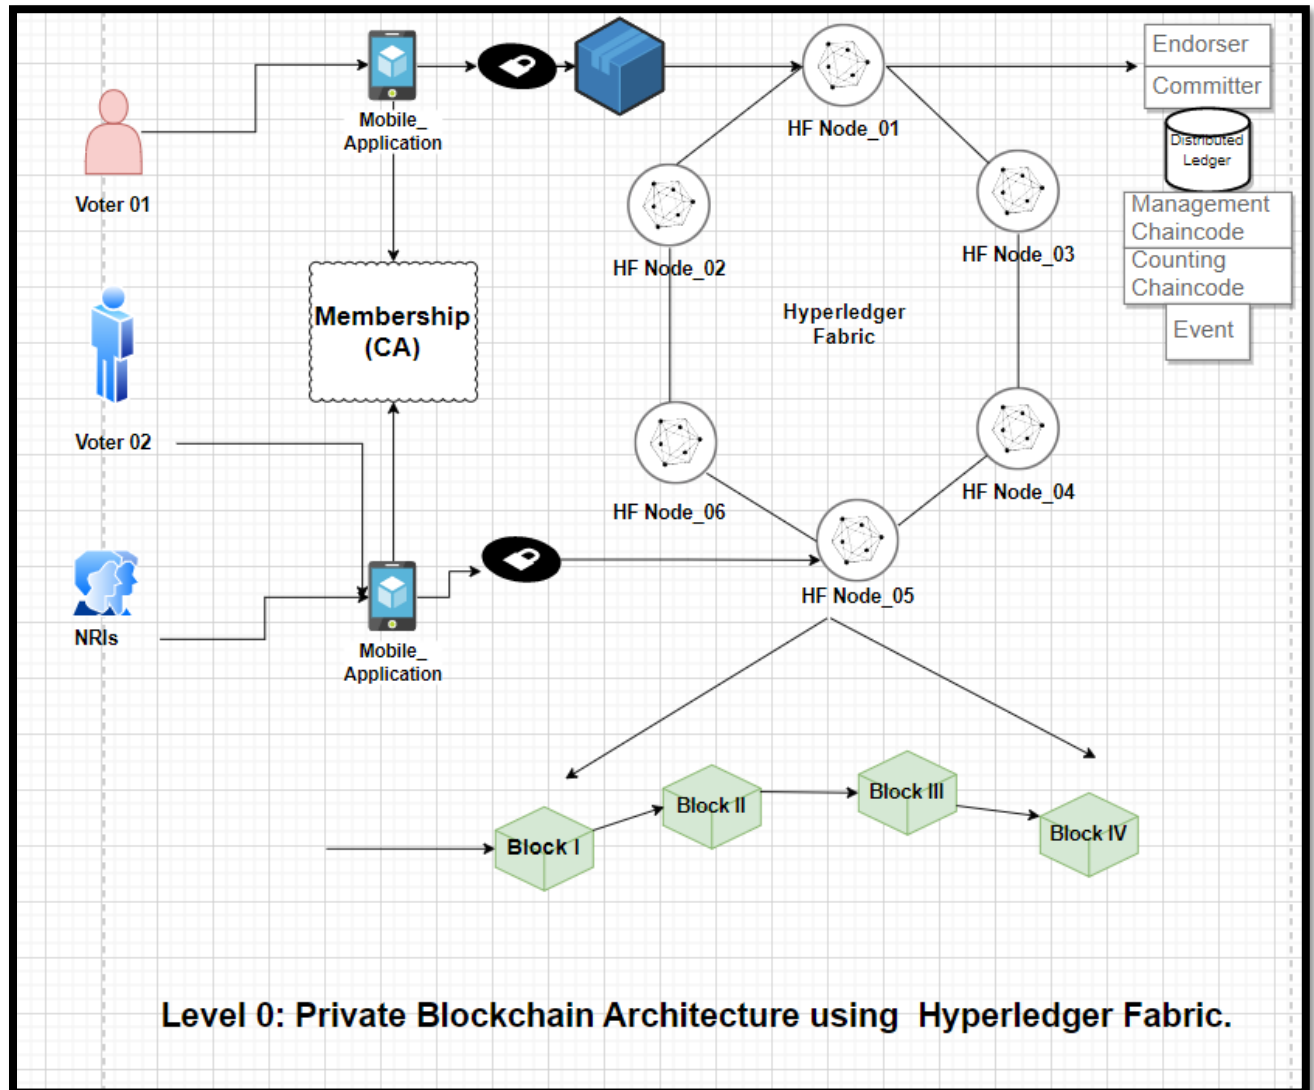 Endorser
Committer
Mobile_
Application
HF Node_01
Distributed
Ledger
Voter 01
Management
Chaincode
HF Node_02
HF Node_03
Counting
Chaincode
Membership
(CA)
Hyperledger
Fabric
Event
Voter 02
HF Node_06
HF Node_04
HF Node_05
NRIs
Mobile_
Application
Block I
Block II
Block III
Block IV
Level 0: Private Blockchain Architecture using  Hyperledger Fabric.